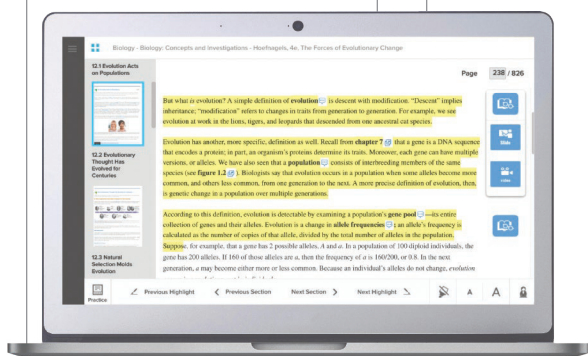 Biology - Biology: Concepts and Investigations - Hoefnagels, 4e, The Forces of Evolutionary Change
12.1 Evolution Acts
on Populations
12.2 Evolutionary
Thought Has
Evolved for
Centuries
12.3 Natural
Selection Molds
Evolution
Page 238 / 826
But what is evolution? A simple definition of evolution is descent with modification. "Descent" implies
inheritance; "modification" refers to changes in traits from generation to generation. For example, we see
evolution at work in the lions, tigers, and leopards that descended from one ancestral cat species.
Evolution has another, more specific definition as well. Recall from chapter 7 that a gene is a DNA sequence
that encodes a protein; in part, an organism's proteins determine its traits. Moreover, each gene can have multiple
versions, or alleles. We have also seen that a population consists of interbreeding members of the same
species (see figure 1.2 ). Biologists say that evolution occurs in a population when some alleles become more
common, and others less common, from one generation to the next. A more precise definition of evolution, then,
is genetic change in a population over multiple generations.
According to this definition, evolution is detectable by examining a population's gene pool —its entire
collection of genes and their alleles. Evolution is a change in allele frequencies ; an allele's frequency is
calculated as the number of copies of that allele, divided by the total number of alleles in the population.
Suppose, for example, that a gene has 2 possible alleles, A and a. In a population of 100 diploid individuals, the
gene has 200 alleles. If 160 of those alleles are a, then the frequency of a is 160/200, or 0.8. In the next
generation, a may become either more or less common. Because an individual's alleles do not change, evolution
Slide
Video
Practice
Previous Highlight
Previous Section
Next Section
Next Highlight
A
A